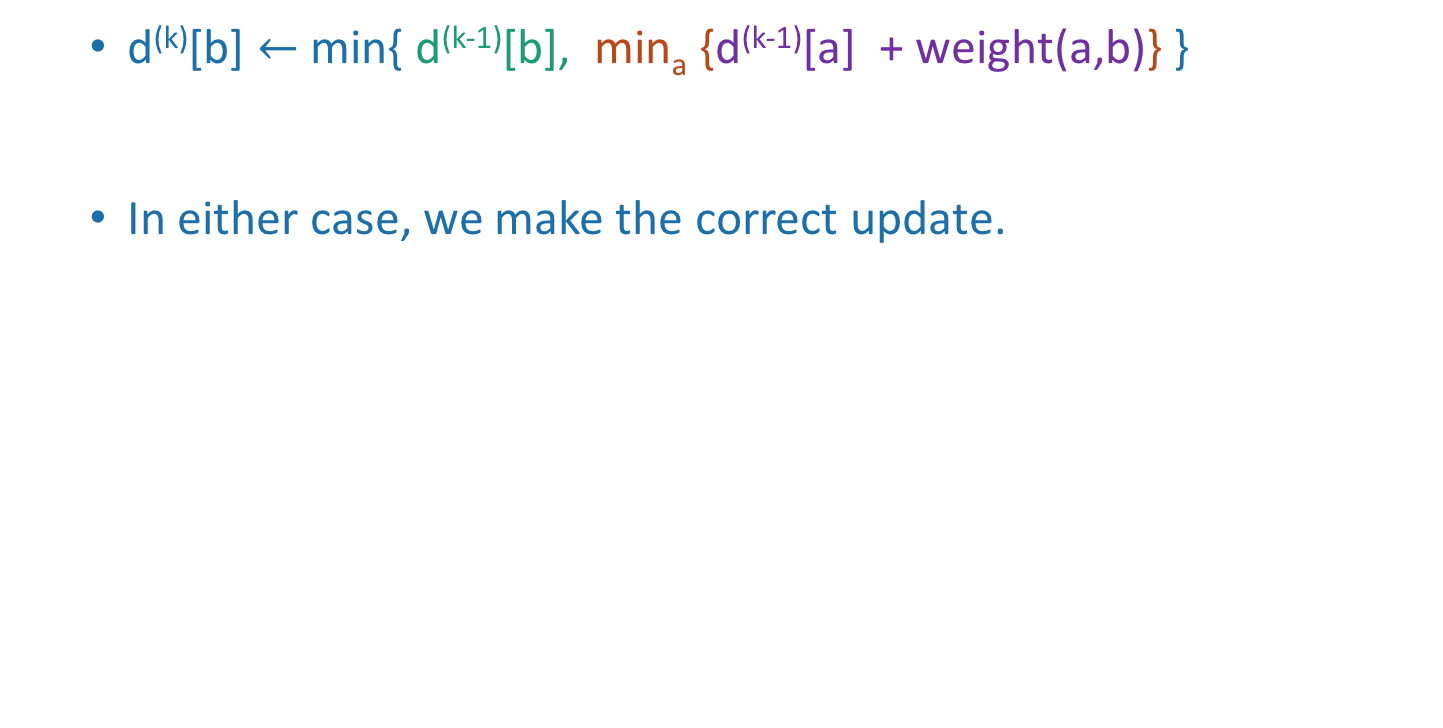 • d⁽ᵏ⁾[b] ← min{ d⁽ᵏ⁻¹⁾[b], minₐ {d⁽ᵏ⁻¹⁾[a] + weight(a,b)} }
• In either case, we make the correct update.